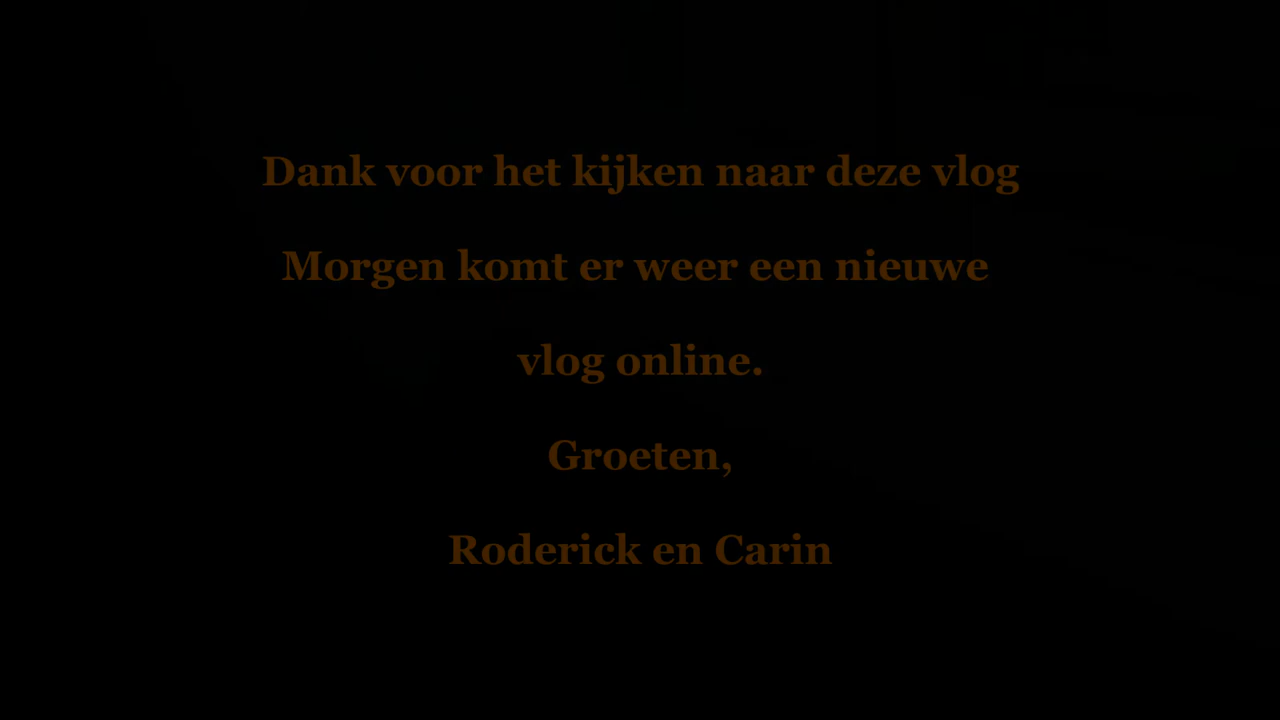 Dank voor het kijken naar deze vlog
Morgen komt er weer een nieuwe
vlog online.
Groeten,
Roderick en Carin